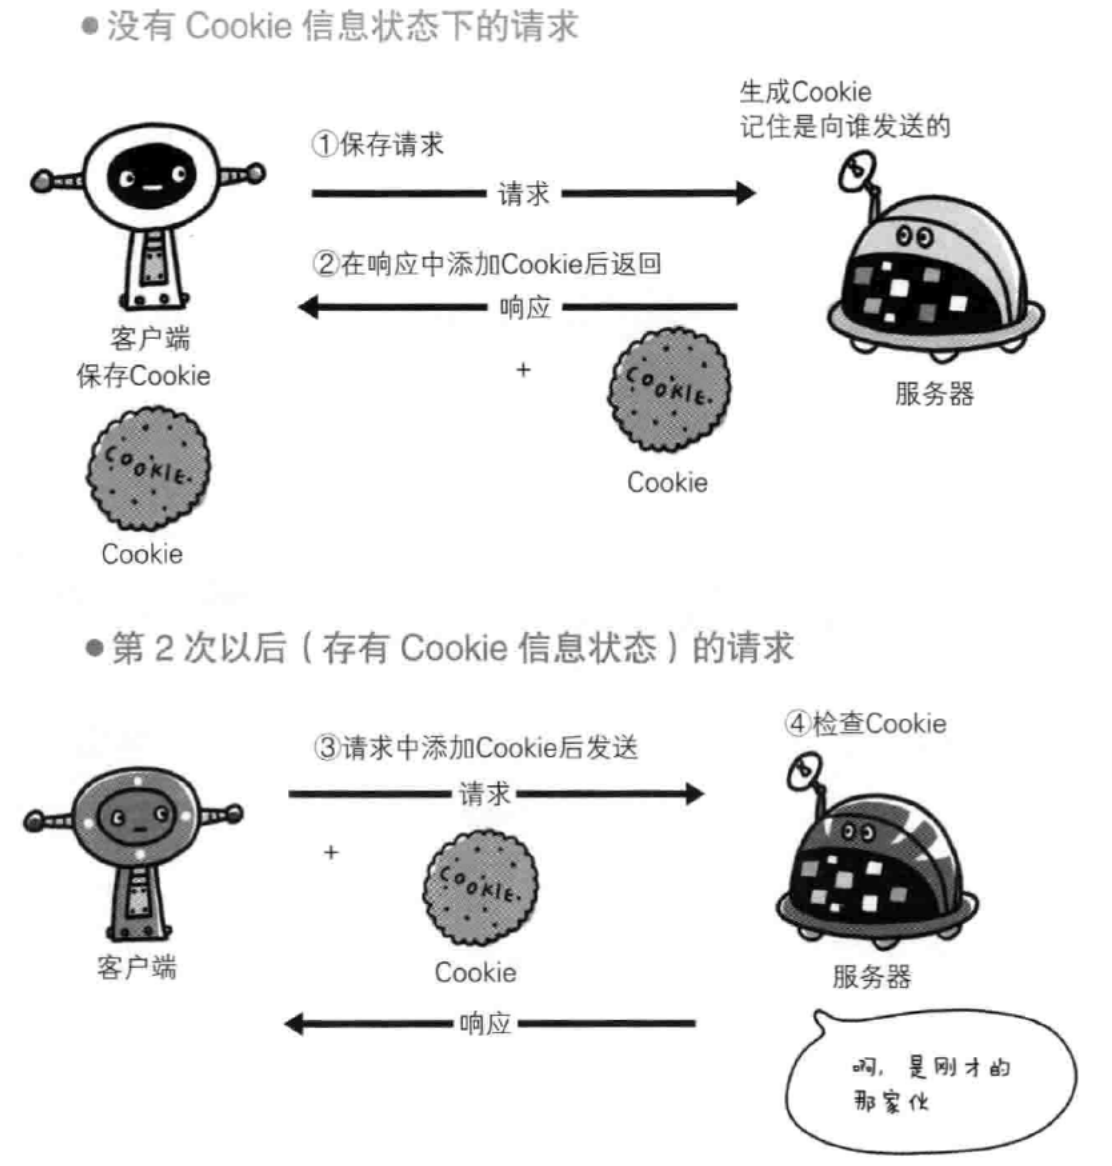 ●没有 Cookie 信息状态下的请求
生成Cookie
记住是向谁发送的
①保存请求
请求
②在响应中添加Cookie后返回
响应
客户端
保存Cookie
+
COOKIE
服务器
Cookie
COOKIE
Cookie
●第 2 次以后（存有 Cookie 信息状态）的请求
④检查Cookie
③请求中添加Cookie后发送
请求
+
COOKIE
客户端
Cookie
服务器
响应
啊，是刚才的
那家伙